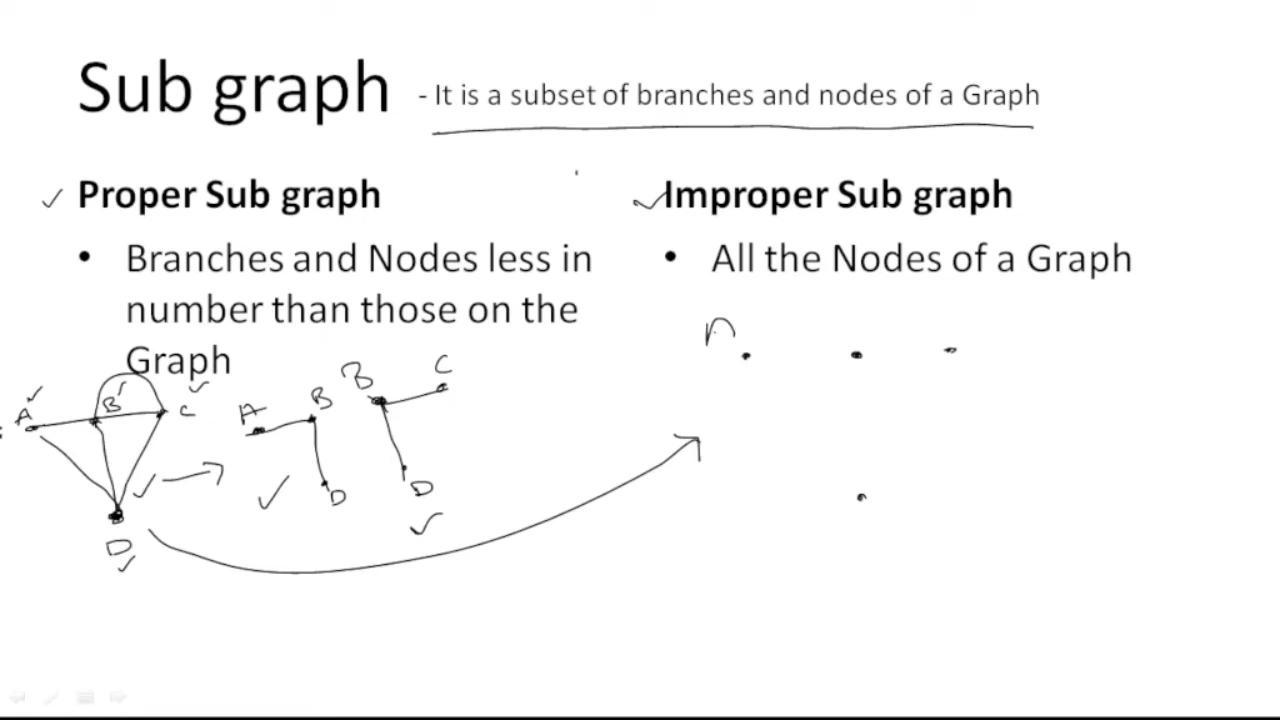 Sub graph - It is a subset of branches and nodes of a Graph
Proper Sub graph
• Branches and Nodes less in
number than those on the
Graph
A B C
D
A B
D
B C
D
Improper Sub graph
• All the Nodes of a Graph